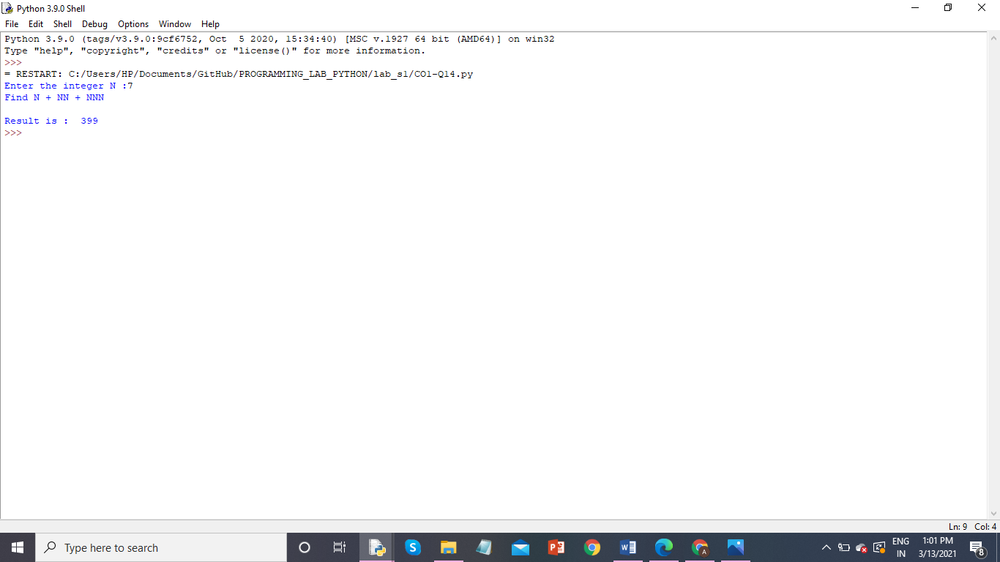 Python 3.9.0 Shell
File Edit Shell Debug Options Window Help
Python 3.9.0 (tags/v3.9.0:9cf6752, Oct  5 2020, 15:34:40) [MSC v.1927 64 bit (AMD64)] on win32
Type "help", "copyright", "credits" or "license()" for more information.
>>>
= RESTART: C:/Users/HP/Documents/GitHub/PROGRAMMING_LAB_PYTHON/lab_s1/CO1-Q14.py
Enter the integer N :7
Find N + NN + NNN
Result is :  399
>>>
Ln: 9 Col: 4
Type here to search
ENG
IN
1:01 PM
3/13/2021
8